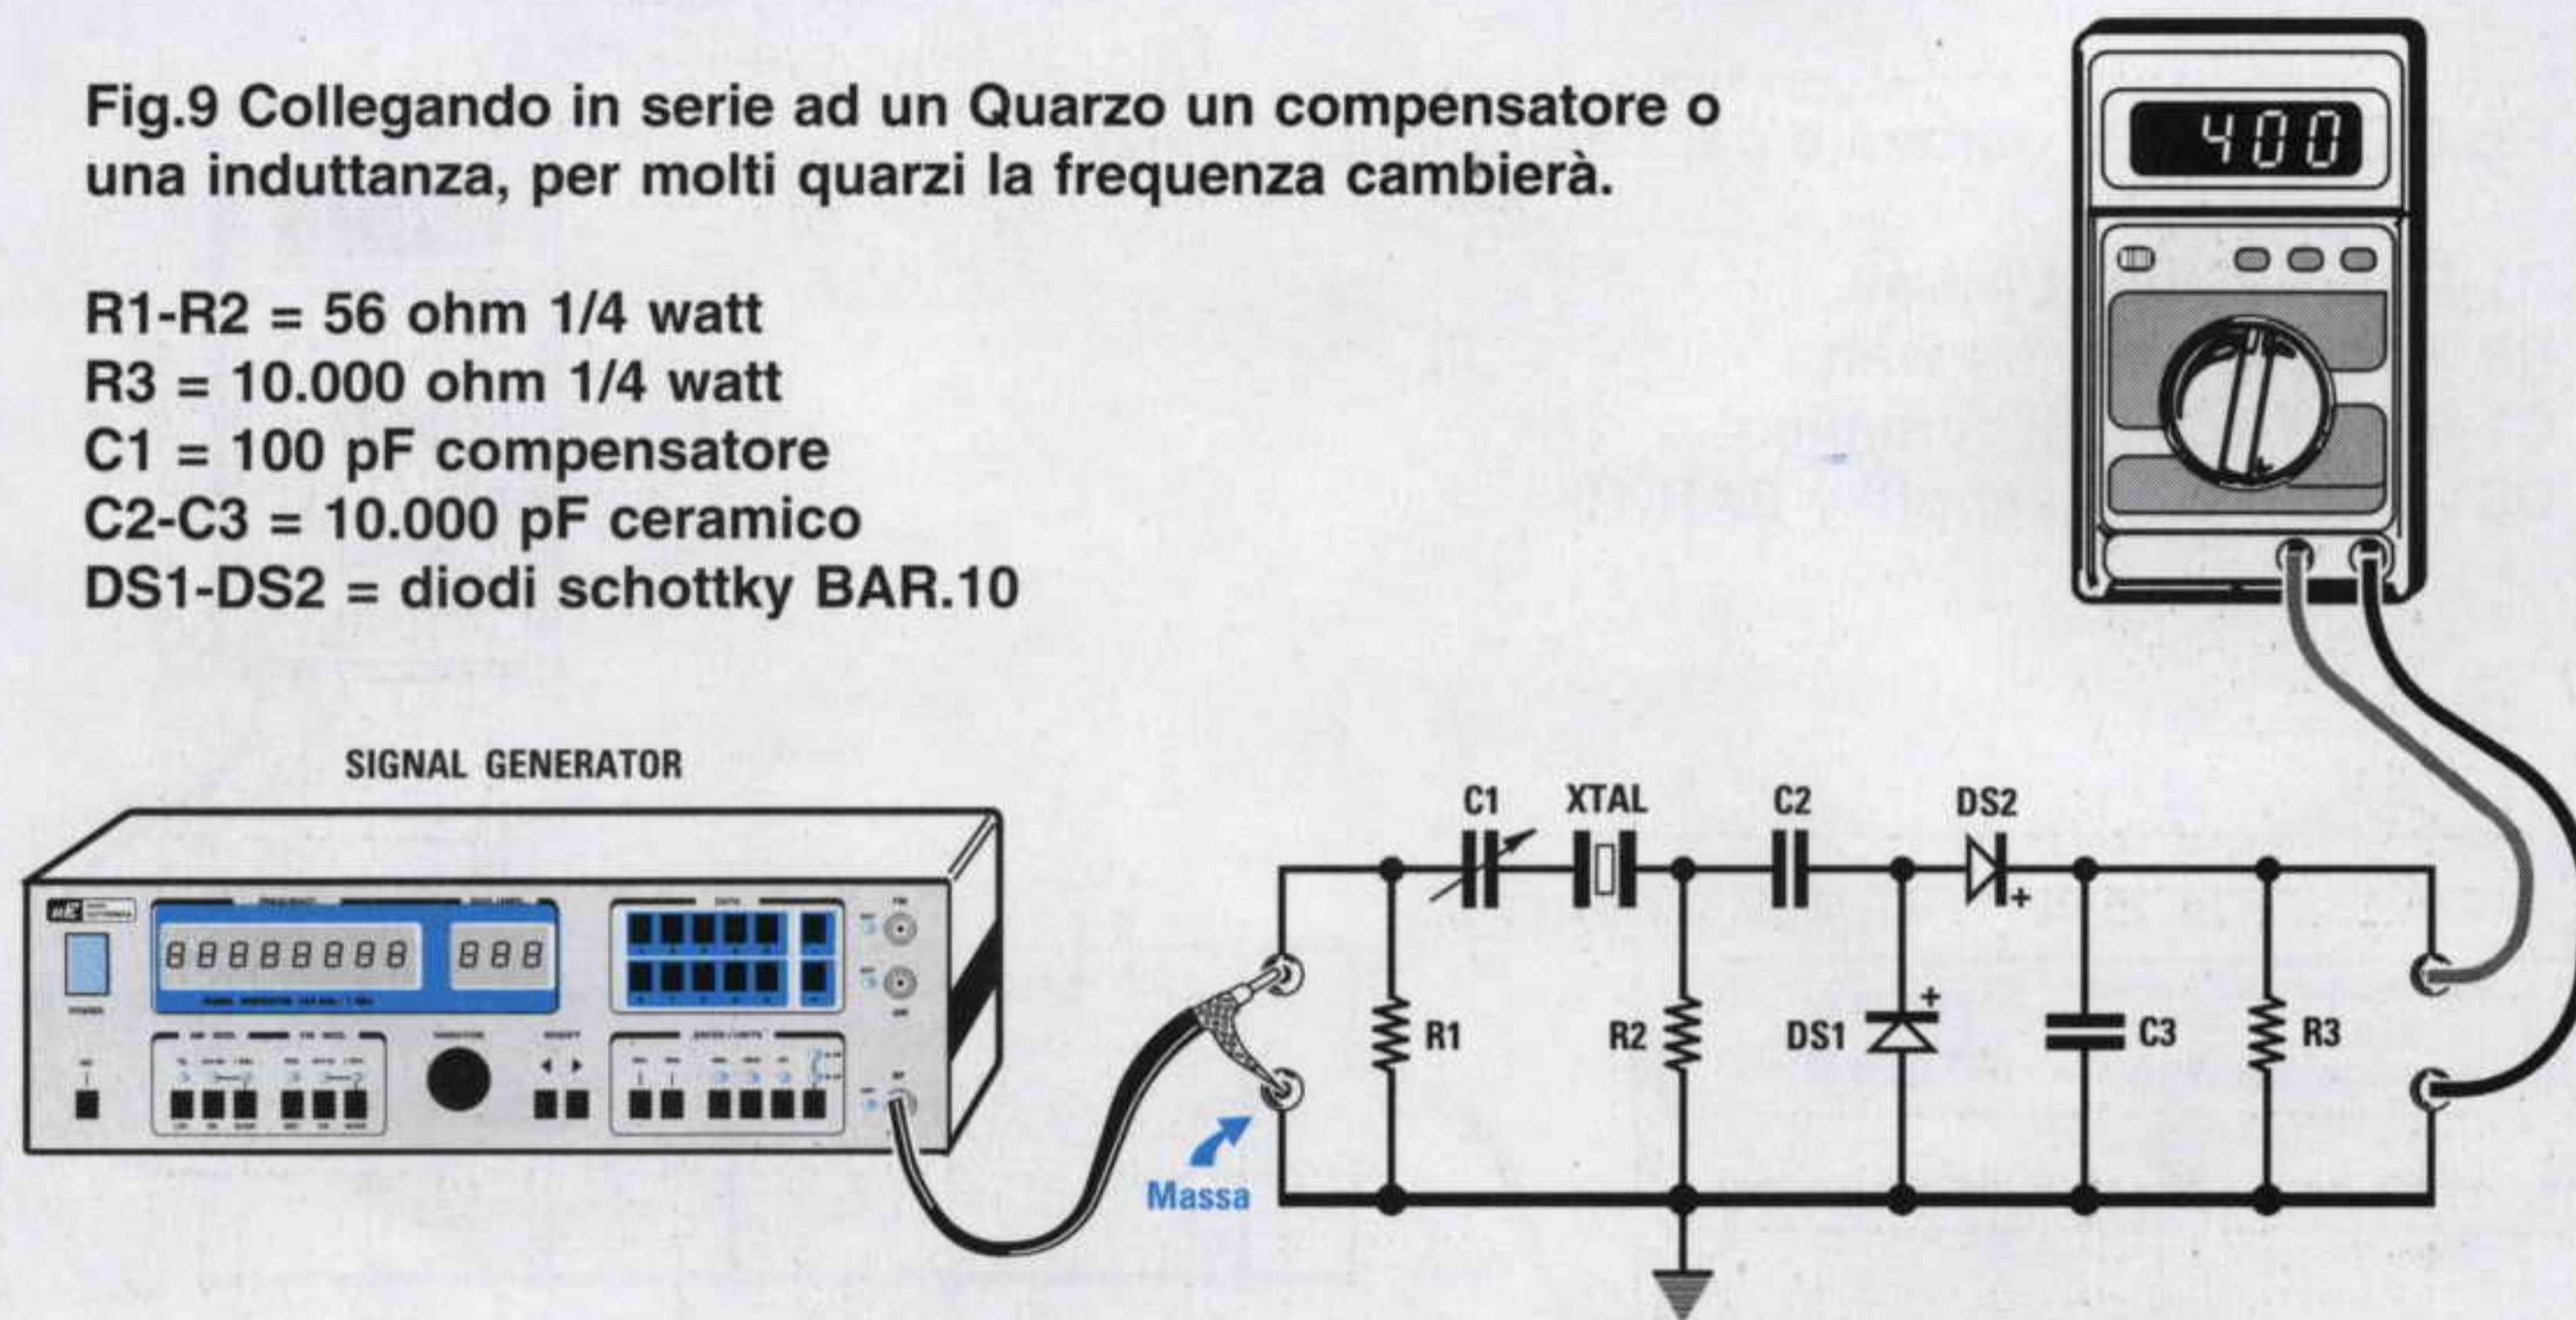 Fig.9 Collegando in serie ad un Quarzo un compensatore o
una induttanza, per molti quarzi la frequenza cambierà.
R1-R2 = 56 ohm 1/4 watt
R3 = 10.000 ohm 1/4 watt
C1 = 100 pF compensatore
C2-C3 = 10.000 pF ceramico
DS1-DS2 = diodi schottky BAR.10
400
SIGNAL GENERATOR
C1 XTAL C2 DS2
+
88888888 888
POWER
R1 R2 DS1 + C3 R3
Massa